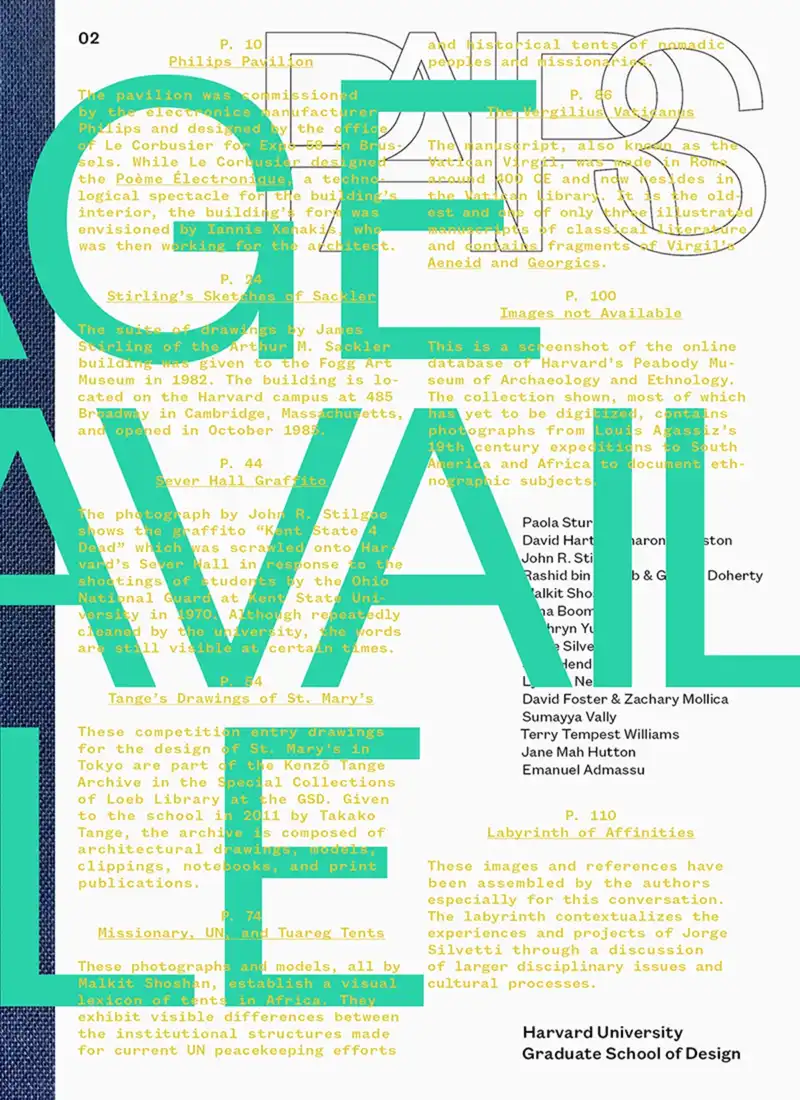 02
PAIRS
P. 10
Philips Pavilion
The pavilion was commissioned
by the electronics manufacturer
Philips and designed by the office
of Le Corbusier for Expo 58 in Brus-
sels. While Le Corbusier designed
the Poème Électronique, a techno-
logical spectacle for the building's
interior, the building's form was
envisioned by Iannis Xenakis, who
was then working for the architect.
P. 24
Stirling's Sketches of Sackler
The suite of drawings by James
Stirling of the Arthur M. Sackler
building was given to the Fogg Art
Museum in 1982. The building is lo-
cated on the Harvard campus at 485
Broadway in Cambridge, Massachusetts,
and opened in October 1985.
P. 44
Sever Hall Graffito
The photograph by John R. Stilgoe
shows the graffito “Kent State 4
Dead” which was scrawled onto Har-
vard's Sever Hall in response to the
shootings of students by the Ohio
National Guard at Kent State Uni-
versity in 1970. Although repeatedly
cleaned by the university, the words
are still visible at certain times.
P. 64
Tange's Drawings of St. Mary's
These competition entry drawings
for the design of St. Mary's in
Tokyo are part of the Kenzō Tange
Archive in the Special Collections
of Loeb Library at the GSD. Given
to the school in 2011 by Takako
Tange, the archive is composed of
architectural drawings, models,
clippings, notebooks, and print
publications.
P. 74
Missionary, UN, and Tuareg Tents
These photographs and models, all by
Malkit Shoshan, establish a visual
lexicon of tents in Africa. They
exhibit visible differences between
the institutional structures made
for current UN peacekeeping efforts
and historical tents of nomadic
peoples and missionaries.
P. 86
The Vergilius Vaticanus
The manuscript, also known as the
Vatican Virgil, was made in Rome
around 400 CE and now resides in
the Vatican Library. It is the old-
est and one of only three illustrated
manuscripts of classical literature
and contains fragments of Virgil's
Aeneid and Georgics.
P. 100
Images not Available
This is a screenshot of the online
database of Harvard's Peabody Mu-
seum of Archaeology and Ethnology.
The collection shown, most of which
has yet to be digitized, contains
photographs from Louis Agassiz's
19th century expeditions to South
America and Africa to document eth-
nographic subjects.
Paola Stur
David Hart
John R. Sti
Rashid bin b & G Doherty
Malkit Sho
Boom
Silve
Hend
David Foster & Zachary Mollica
Sumayya Vally
Terry Tempest Williams
Jane Mah Hutton
Emanuel Admassu
P. 110
Labyrinth of Affinities
These images and references have
been assembled by the authors
especially for this conversation.
The labyrinth contextualizes the
experiences and projects of Jorge
Silvetti through a discussion
of larger disciplinary issues and
cultural processes.
Harvard University
Graduate School of Design
AGE
AVAIL
LE